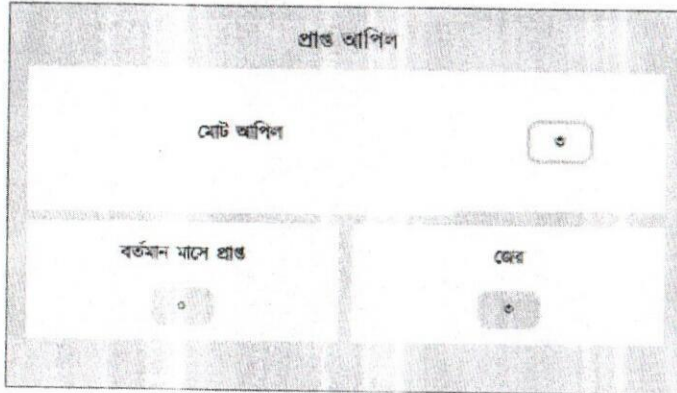 প্রাপ্ত আপিল
মোট আপিল ৩
বর্তমান মাসে প্রাপ্ত
০
জের
৩